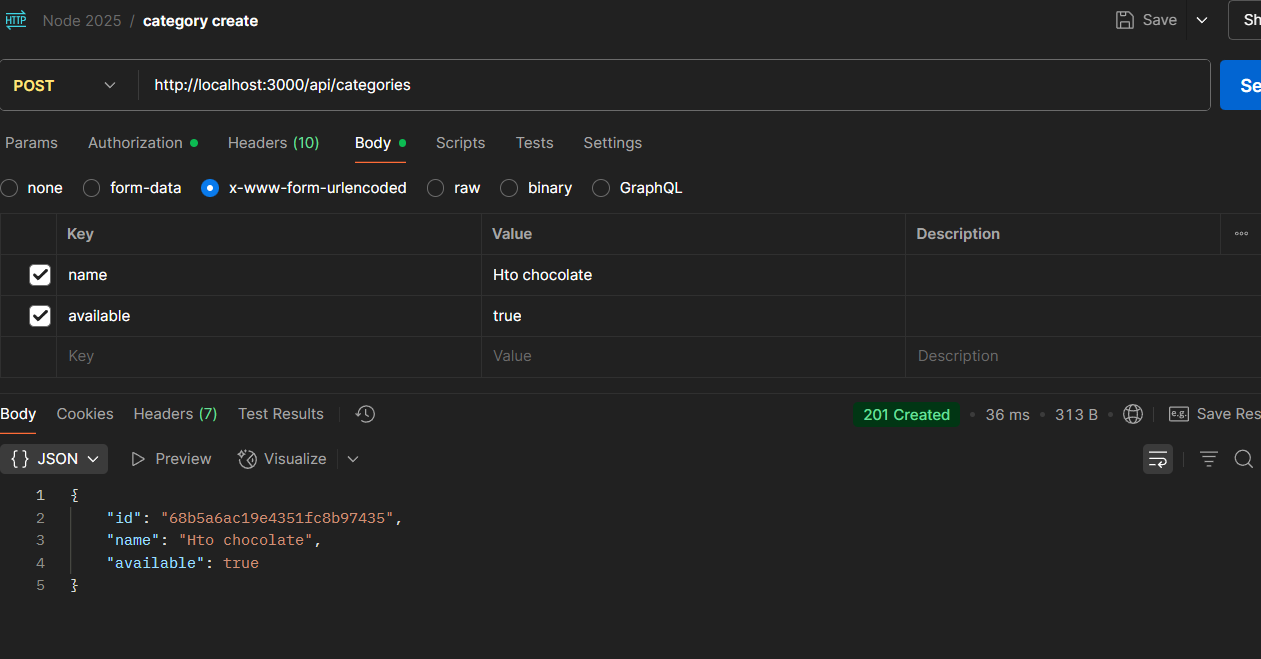 HTTP Node 2025 / category create Save Sh
POST http://localhost:3000/api/categories Se
Params Authorization Headers (10) Body Scripts Tests Settings
none form-data x-www-form-urlencoded raw binary GraphQL
Key Value Description
name Hto chocolate
available true
Key Value Description
Body Cookies Headers (7) Test Results 201 Created 36 ms 313 B e.g. Save Res
{ } JSON Preview Visualize
1 {
2 "id": "68b5a6ac19e4351fc8b97435",
3 "name": "Hto chocolate",
4 "available": true
5 }